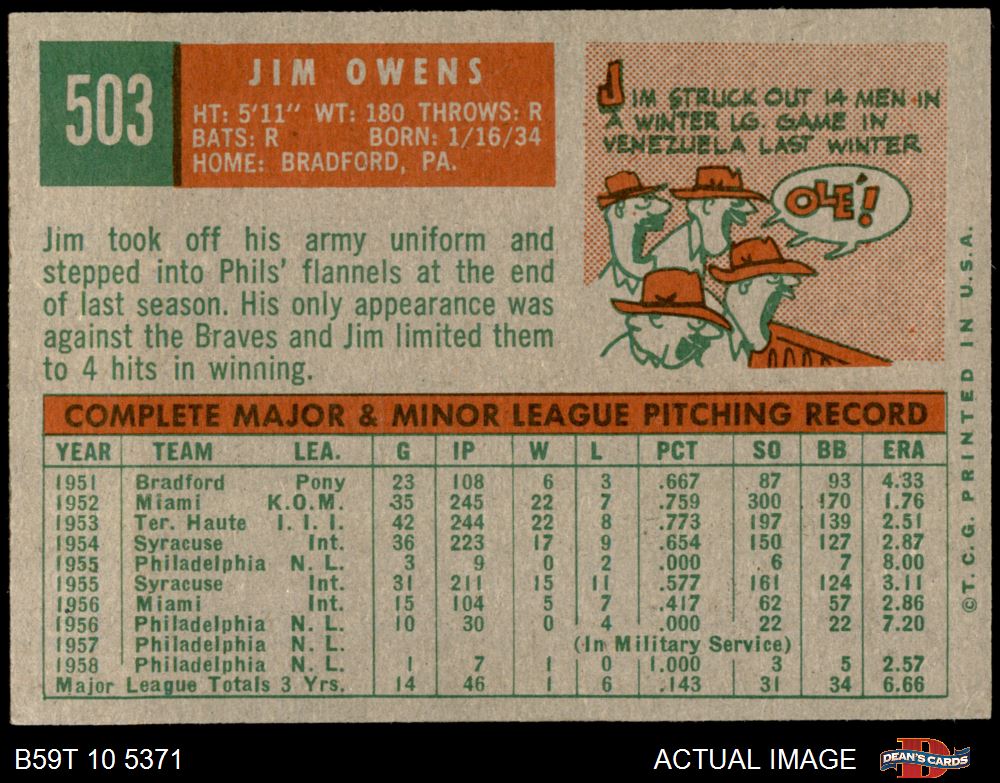 503
JIM OWENS
HT: 5'11" WT: 180 THROWS: R
BATS: R BORN: 1/16/34
HOME: BRADFORD, PA.
JIM STRUCK OUT 14 MEN IN
A WINTER LG. GAME IN
VENEZUELA LAST WINTER
OLÉ!
Jim took off his army uniform and
stepped into Phils' flannels at the end
of last season. His only appearance was
against the Braves and Jim limited them
to 4 hits in winning.
COMPLETE MAJOR & MINOR LEAGUE PITCHING RECORD
YEAR TEAM LEA. G IP W L PCT SO BB ERA
1951 Bradford Pony 23 108 6 3 .667 87 93 4.33
1952 Miami K.O.M. 35 245 22 7 .759 300 170 1.76
1953 Ter. Haute I. I. I. 42 244 22 8 .773 197 139 2.51
1954 Syracuse Int. 36 223 17 9 .654 150 127 2.87
1955 Philadelphia N. L. 3 9 0 2 .000 6 7 8.00
1955 Syracuse Int. 31 211 15 11 .577 161 124 3.11
1956 Miami Int. 15 104 5 7 .417 62 57 2.86
1956 Philadelphia N. L. 10 30 0 4 .000 22 22 7.20
1957 Philadelphia N. L. (In Military Service)
1958 Philadelphia N. L. 1 7 1 0 1.000 3 5 2.57
Major League Totals 3 Yrs. 14 46 1 6 .143 31 34 6.66
© T. C. G. PRINTED IN U.S.A.
B59T 10 5371
ACTUAL IMAGE
DEAN'S CARDS